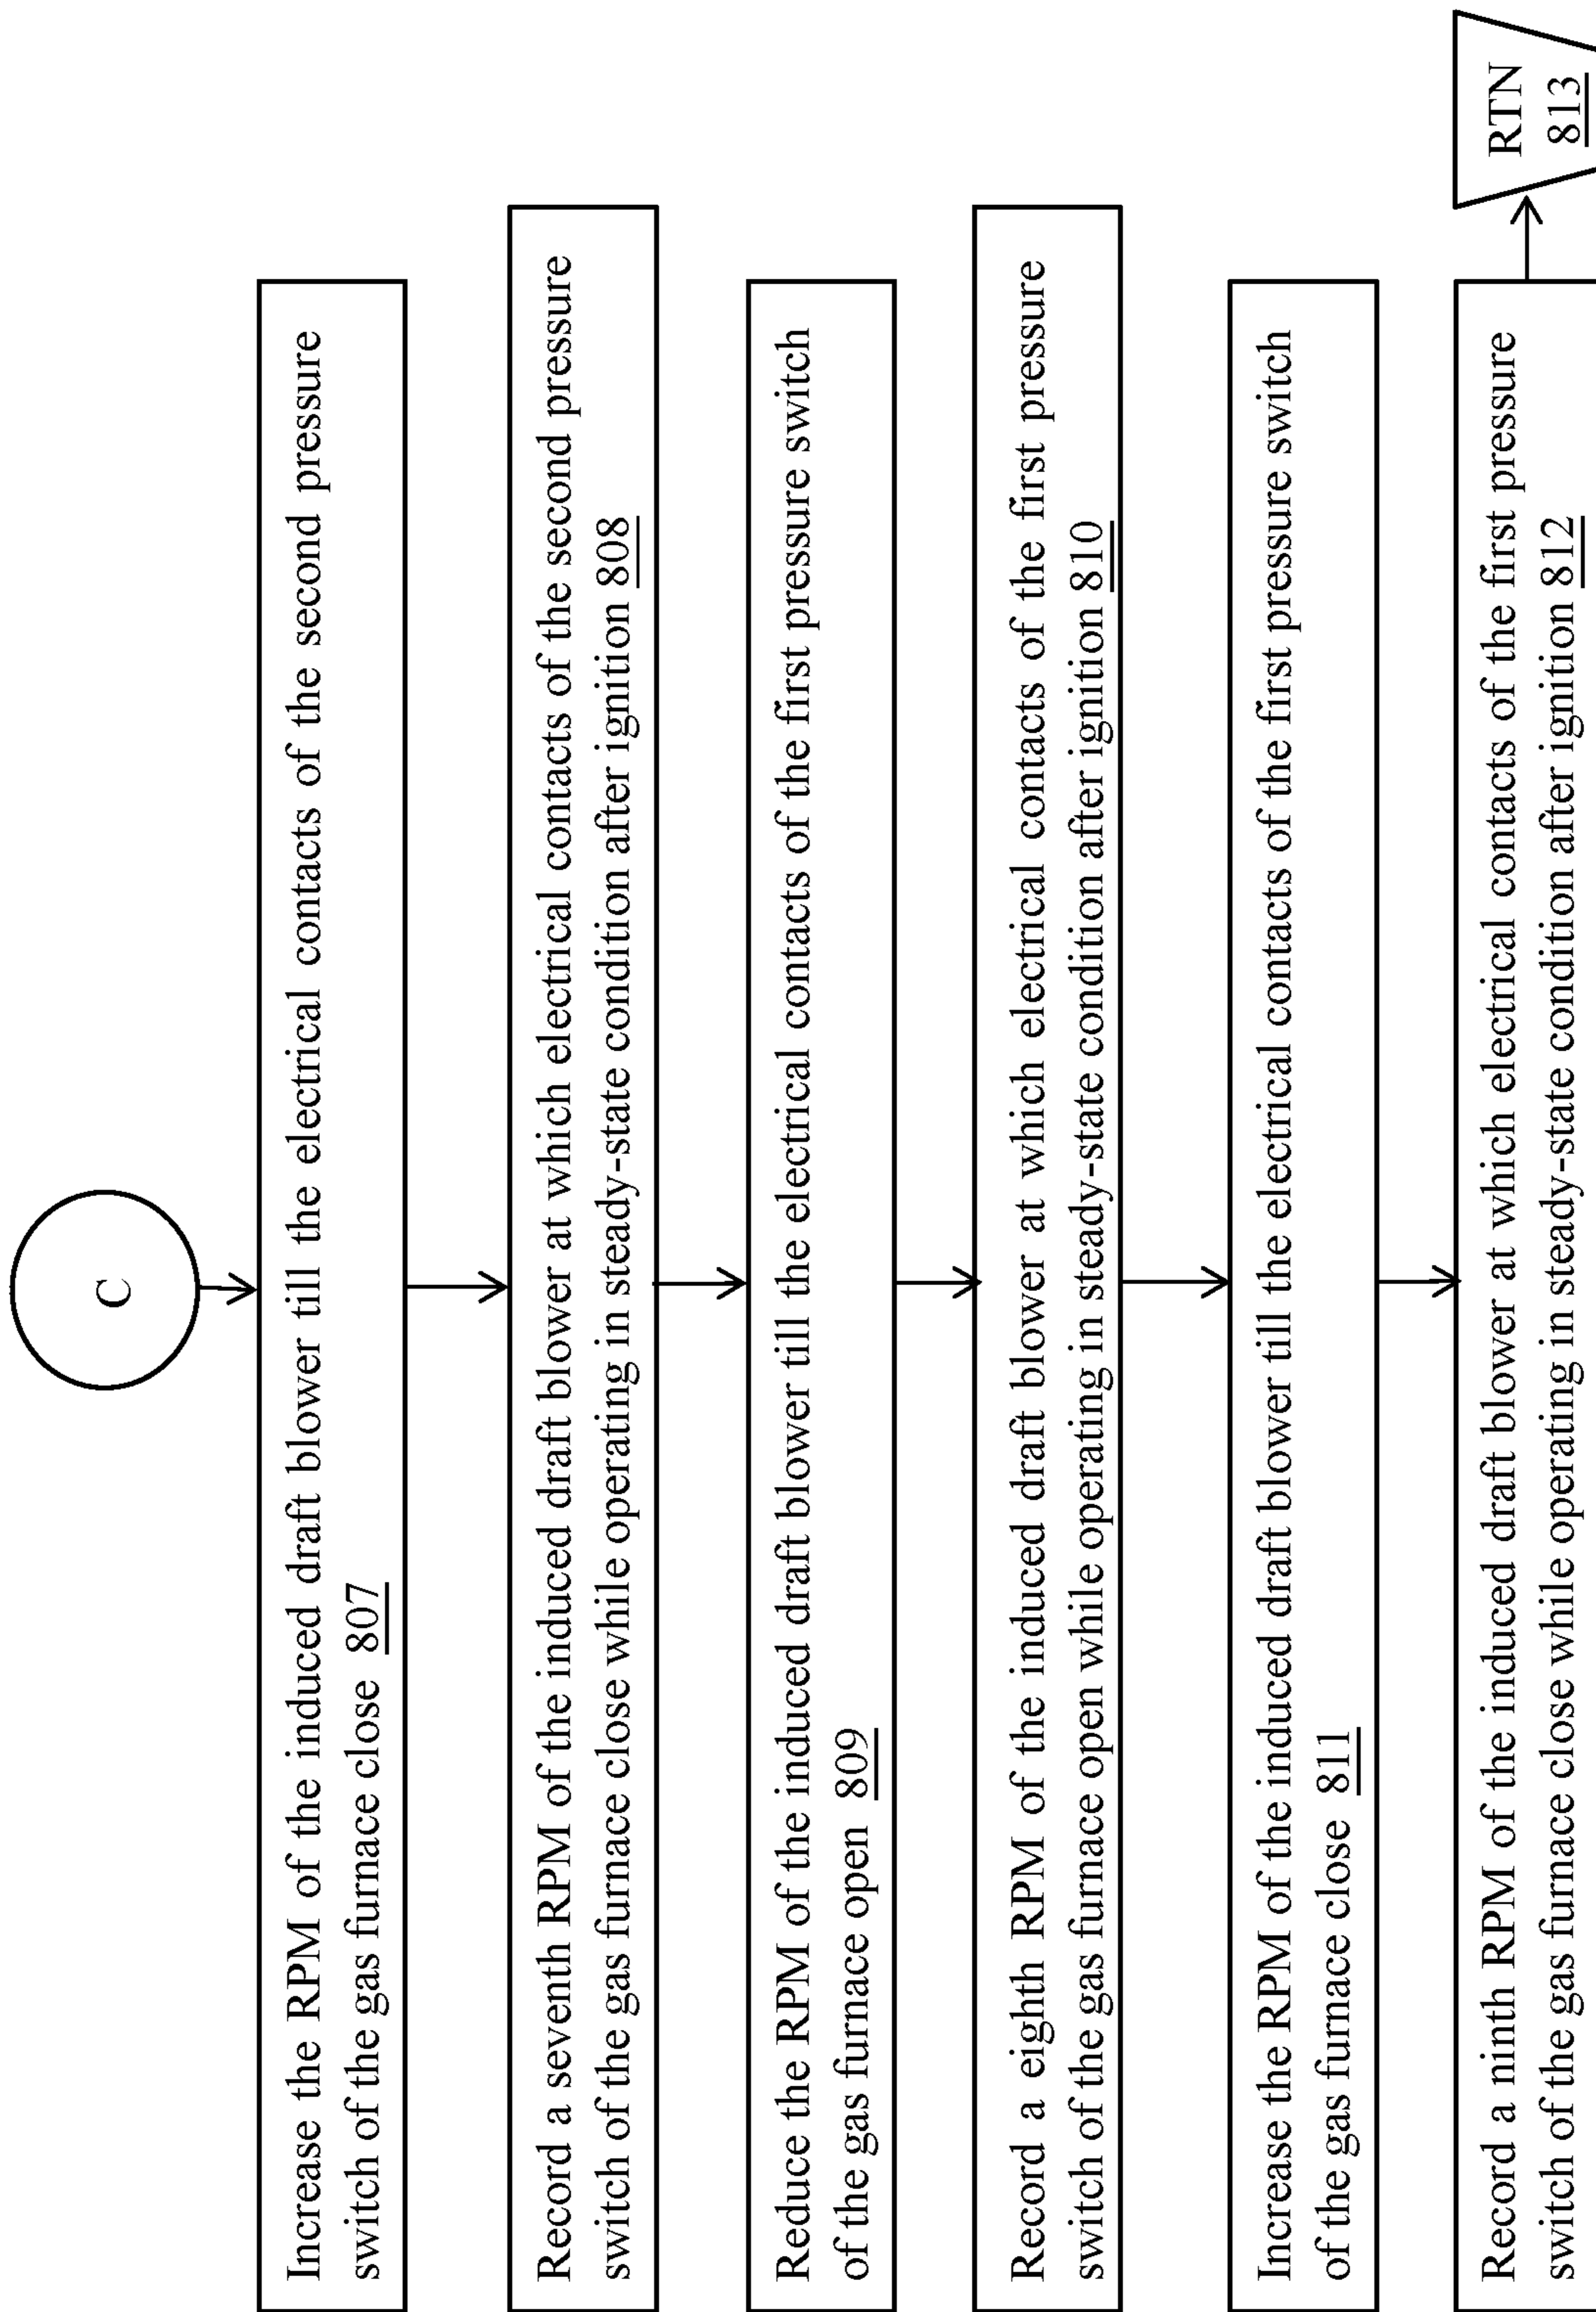 C
Increase the RPM of the induced draft blower till the electrical contacts of the second pressure
switch of the gas furnace close 807
Record a seventh RPM of the induced draft blower at which electrical contacts of the second pressure
switch of the gas furnace close while operating in steady-state condition after ignition 808
Reduce the RPM of the induced draft blower till the electrical contacts of the first pressure switch
of the gas furnace open 809
Record a eighth RPM of the induced draft blower at which electrical contacts of the first pressure
switch of the gas furnace open while operating in steady-state condition after ignition 810
Increase the RPM of the induced draft blower till the electrical contacts of the first pressure switch
of the gas furnace close 811
Record a ninth RPM of the induced draft blower at which electrical contacts of the first pressure
switch of the gas furnace close while operating in steady-state condition after ignition 812
RTN
813